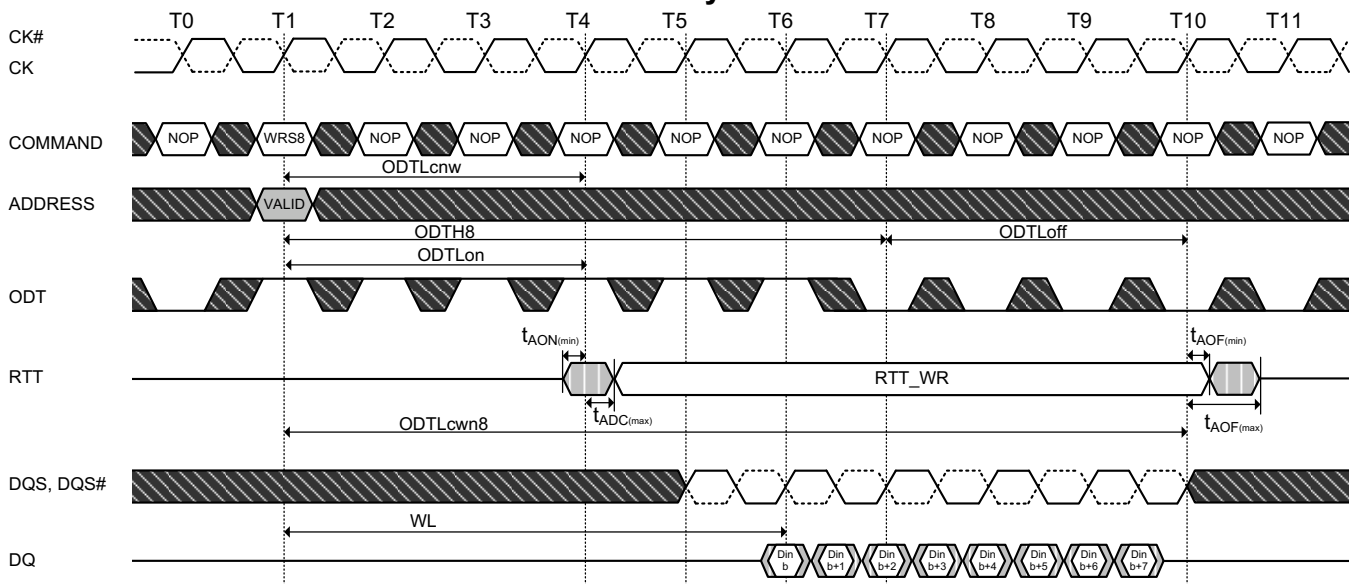 T0 T1 T2 T3 T4 T5 T6 T7 T8 T9 T10 T11
CK#
CK
COMMAND NOP WRS8 NOP NOP NOP NOP NOP NOP NOP NOP NOP NOP
ODTLcnw
ADDRESS VALID
ODTH8 ODTLoff
ODTLon
ODT
tAON(min) tAOF(min)
RTT RTT_WR
tADC(max) tAOF(max)
ODTLcwn8
DQS, DQS#
WL
DQ Din b Din b+1 Din b+2 Din b+3 Din b+4 Din b+5 Din b+6 Din b+7